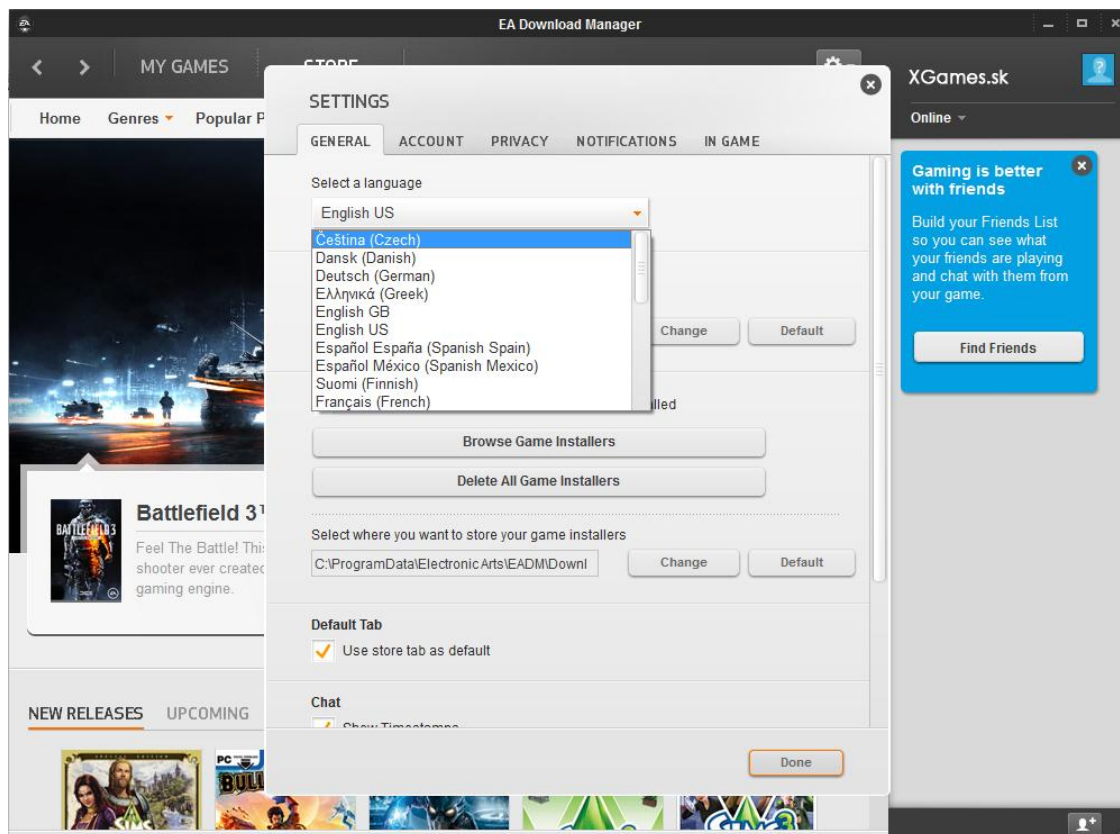 EA Download Manager
MY GAMES
XGames.sk
Online
Home Genres Popular P
SETTINGS
GENERAL ACCOUNT PRIVACY NOTIFICATIONS IN GAME
Select a language
English US
Čeština (Czech)
Dansk (Danish)
Deutsch (German)
Ελληνικά (Greek)
English GB
English US
Español España (Spanish Spain)
Español México (Spanish Mexico)
Suomi (Finnish)
Français (French)
Change Default
lled
Browse Game Installers
Delete All Game Installers
Select where you want to store your game installers
C:\ProgramData\Electronic Arts\EADM\Downl
Change Default
Default Tab
Use store tab as default
Chat
Show Timestamps
Done
Gaming is better
with friends
Build your Friends List
so you can see what
your friends are playing
and chat with them from
your game.
Find Friends
BATTLEFIELD 3
Battlefield 3
Feel The Battle! This
shooter ever created
gaming engine.
NEW RELEASES UPCOMING
PC